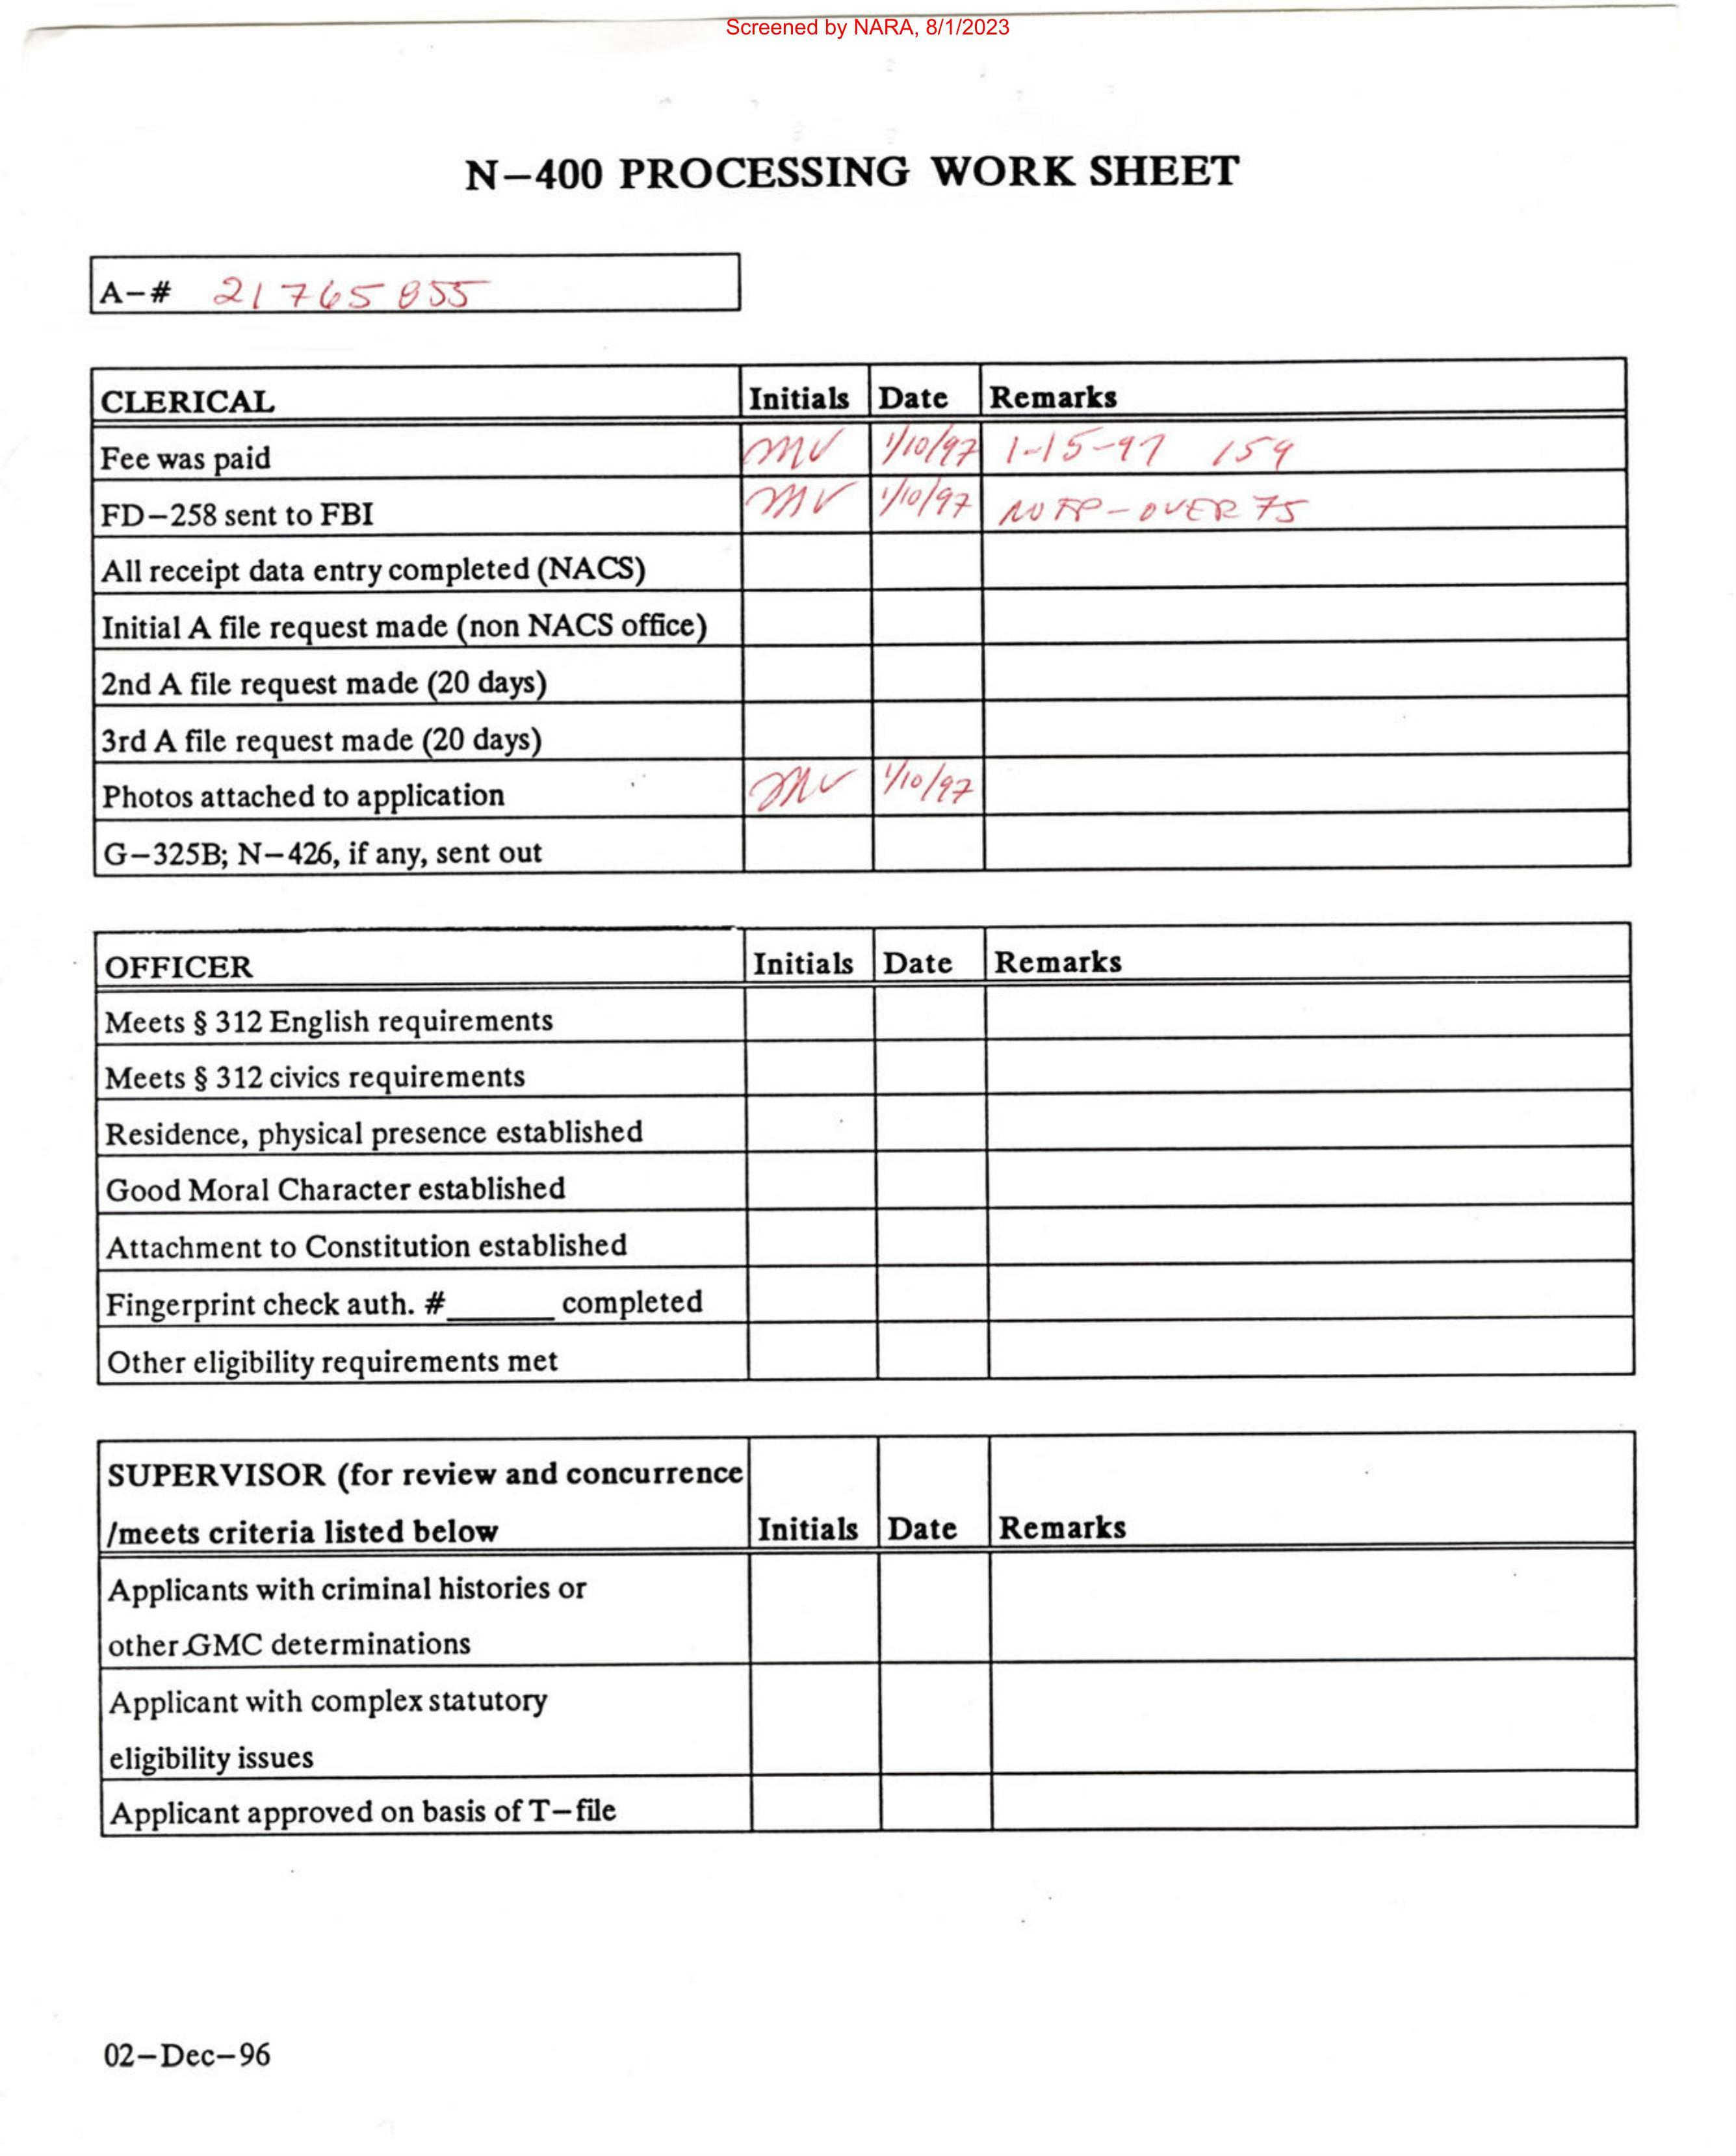 Screened by NARA, 8/1/2023
N-400 PROCESSING WORK SHEET
A-# 21765855
CLERICAL Initials Date Remarks
Fee was paid MV 1/10/97 1-15-97 159
FD-258 sent to FBI MV 1/10/97 NO FP - OVER 75
All receipt data entry completed (NACS)
Initial A file request made (non NACS office)
2nd A file request made (20 days)
3rd A file request made (20 days)
Photos attached to application MV 1/10/97
G-325B; N-426, if any, sent out
OFFICER Initials Date Remarks
Meets § 312 English requirements
Meets § 312 civics requirements
Residence, physical presence established
Good Moral Character established
Attachment to Constitution established
Fingerprint check auth. #______ completed
Other eligibility requirements met
SUPERVISOR (for review and concurrence
/meets criteria listed below Initials Date Remarks
Applicants with criminal histories or
other GMC determinations
Applicant with complex statutory
eligibility issues
Applicant approved on basis of T-file
02-Dec-96